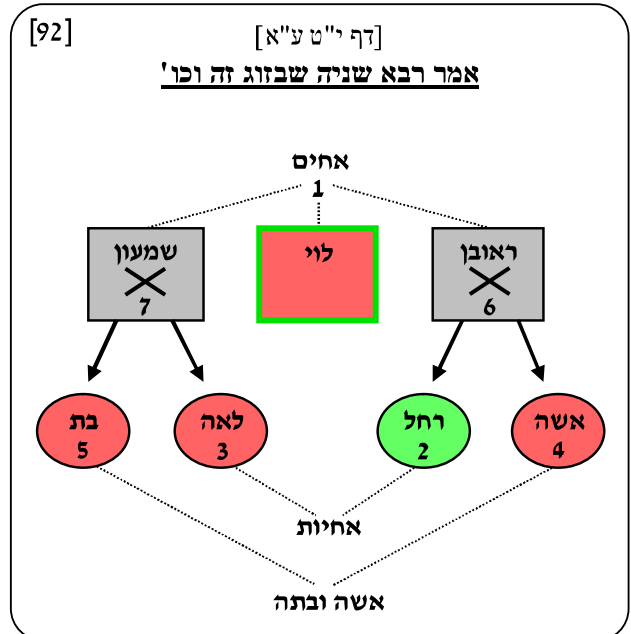 [92]
[דף י"ט ע"א]
אמר רבא שניה שבזוג זה וכו'
אחים
1
ראובן
6
לוי
שמעון
7
אשה
4
רחל
2
לאה
3
בת
5
אחיות
אשה ובתה